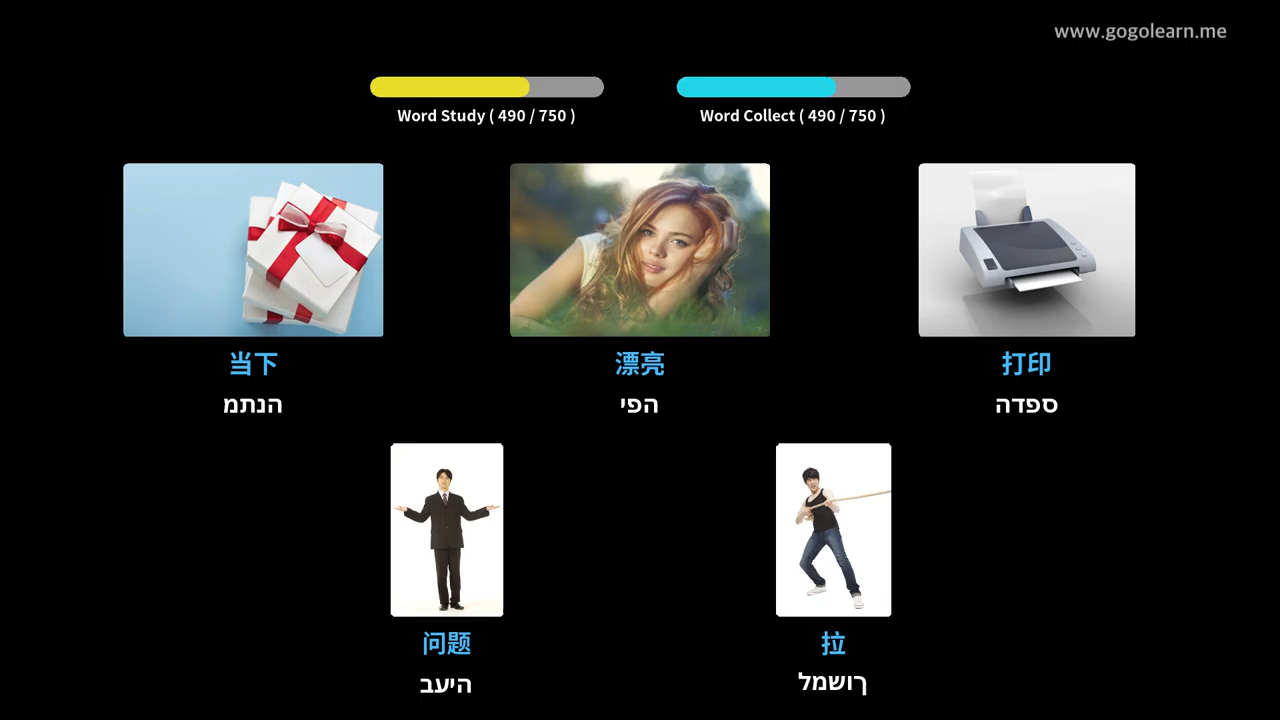 www.gogolearn.me
Word Study ( 490 / 750 )
Word Collect ( 490 / 750 )
当下
הנתמ
漂亮
הפי
打印
ספדה
问题
היעב
拉
ךושמל